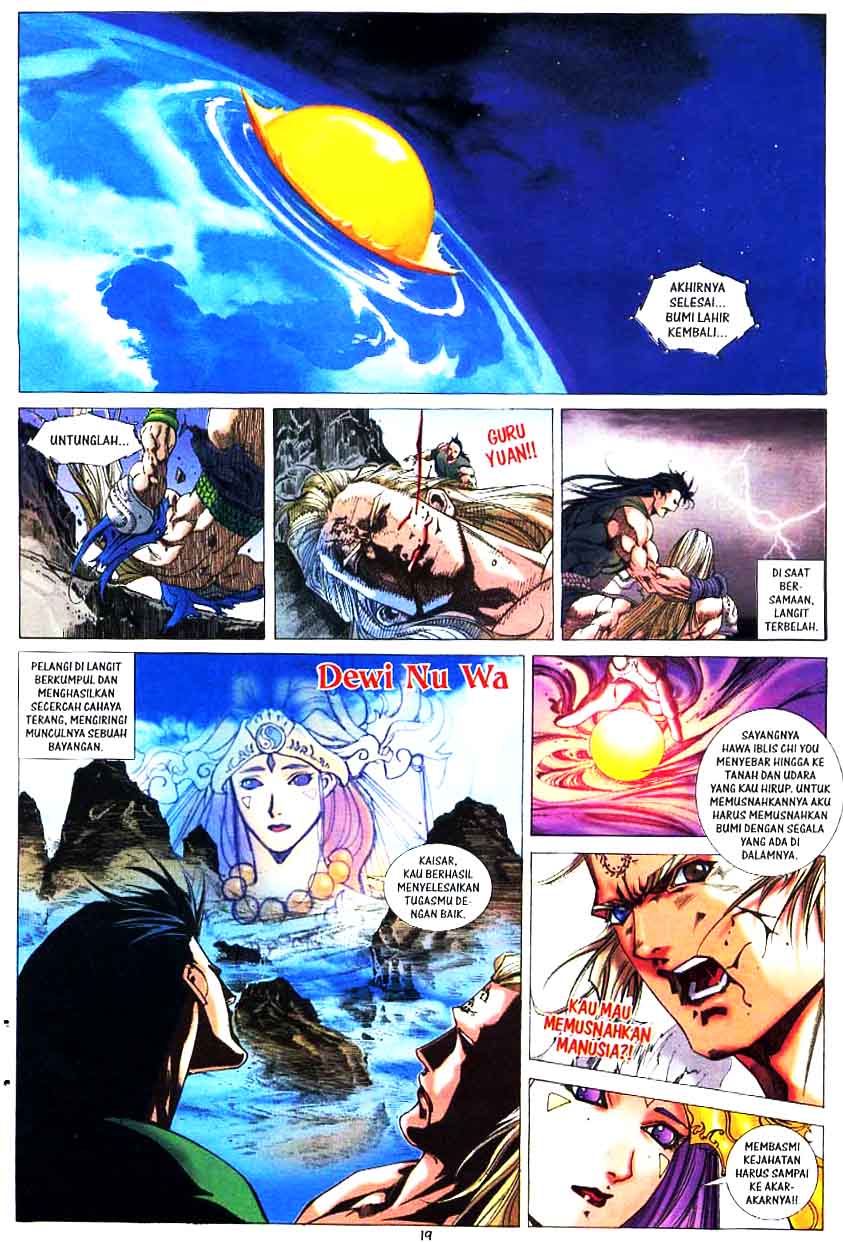 AKHIRNYA
SELESAI...
BUMI LAHIR
KEMBALI...
UNTUNGLAH...
GURU
YUAN!!
DI SAAT
BER-
SAMAAN,
LANGIT
TERBELAH.
PELANGI DI LANGIT
BERKUMPUL DAN
MENGHASILKAN
SECERCAH CAHAYA
TERANG, MENGIRINGI
MUNCULNYA SEBUAH
BAYANGAN.
Dewi Nu Wa
KAISAR,
KAU BERHASIL
MENYELESAIKAN
TUGASMU DE-
NGAN BAIK.
SAYANGNYA
HAWA IBLIS CHI YOU
MENYEBAR HINGGA KE
TANAH DAN UDARA
YANG KAU HIRUP. UNTUK
MEMUSNAHKANNYA AKU
HARUS MEMUSNAHKAN
BUMI DENGAN SEGALA
YANG ADA DI
DALAMNYA.
KAU MAU
MEMUSNAHKAN
MANUSIA?!
MEMBASMI
KEJAHATAN
HARUS SAMPAI
KE AKAR-
AKARNYA!!
19